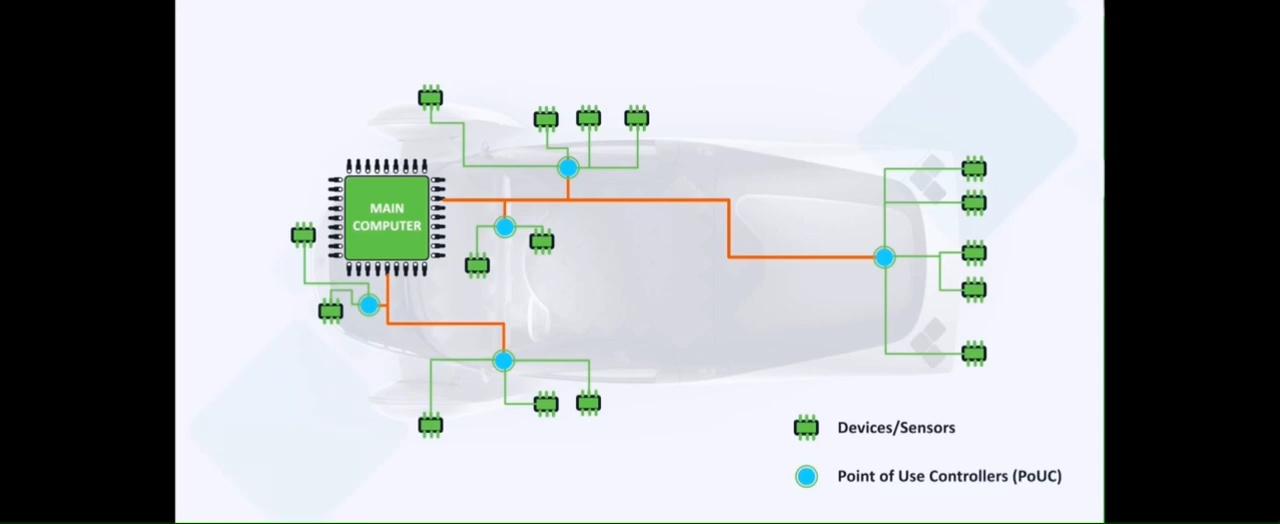 MAIN
COMPUTER
Devices/Sensors
Point of Use Controllers (PoUC)